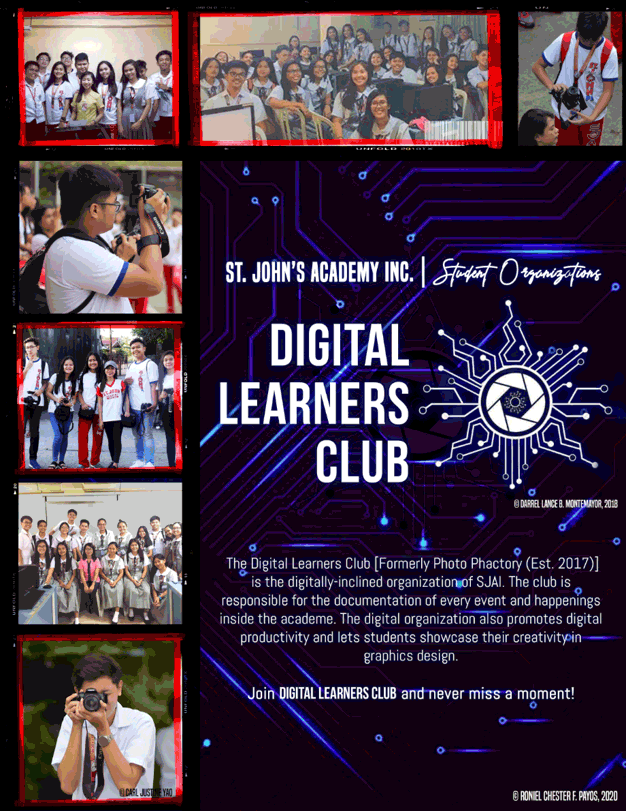 UNFOLD
ST. JOHN'S ACADEMY INC. | Student Organizations
DIGITAL
LEARNERS
CLUB
© DARREL LANCE B. MONTEMAYOR, 2018
The Digital Learners Club [Formerly Photo Phactory (Est. 2017)]
is the digitally-inclined organization of SJAI. The club is
responsible for the documentation of every event and happenings
inside the academe. The digital organization also promotes digital
productivity and lets students showcase their creativity in
graphics design.
Join DIGITAL LEARNERS CLUB and never miss a moment!
© CARL JUSTINE YAO
© RONIEL CHESTER F. PAYOS, 2020